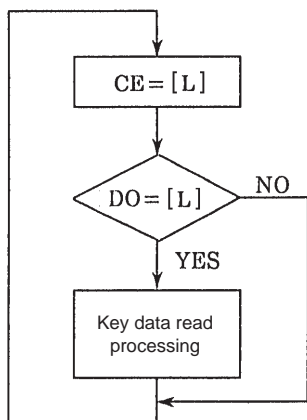 CE=[L]
DO=[L]
NO
YES
Key data read
processing